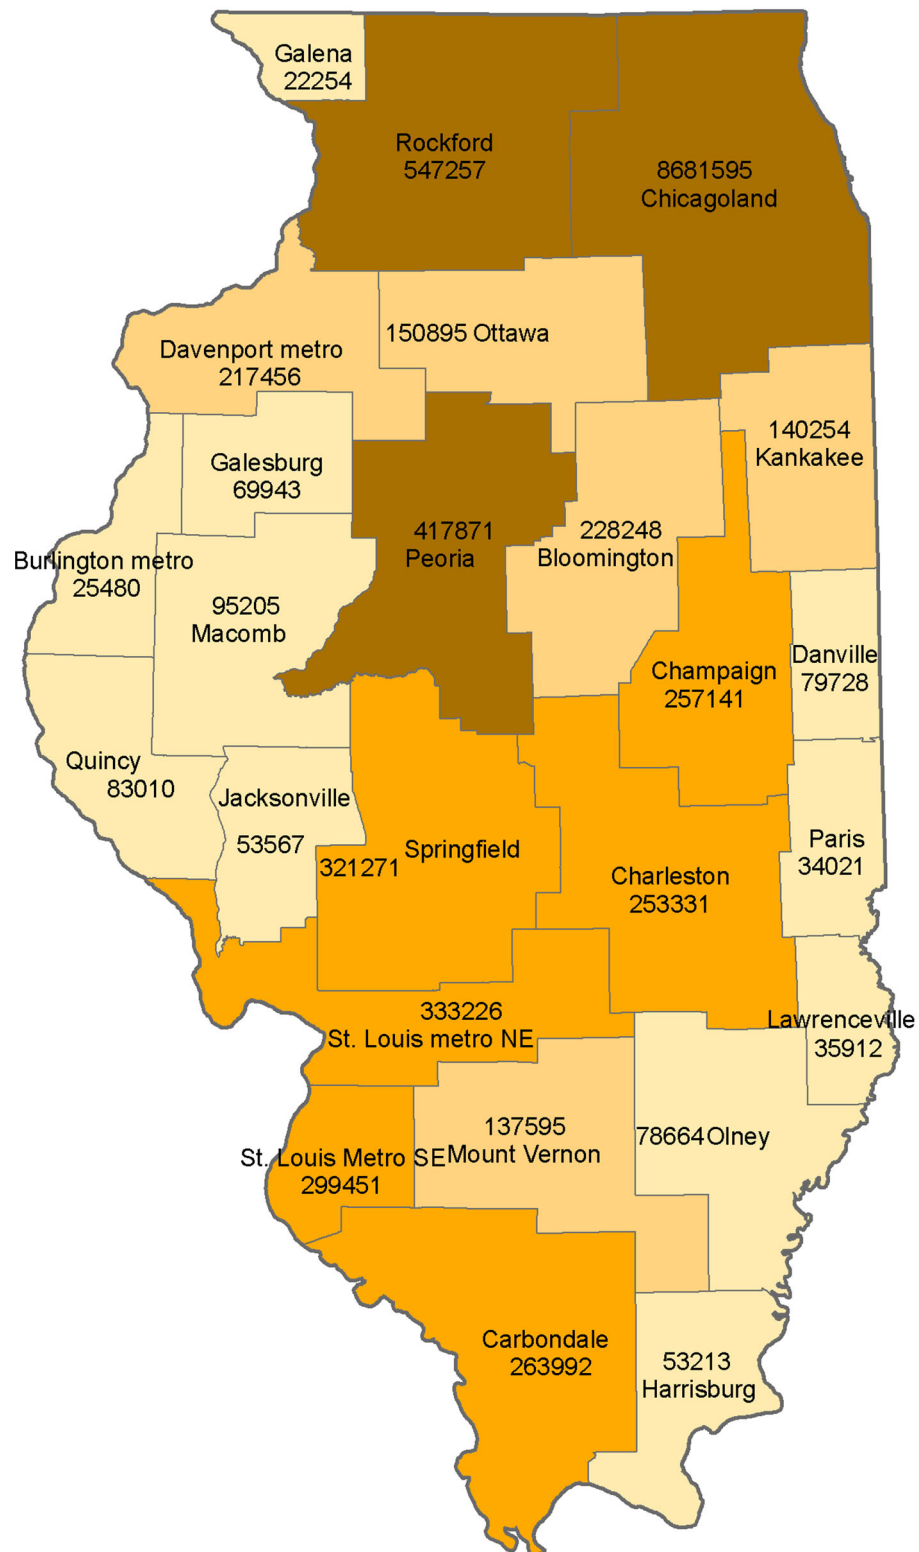 Galena
22254
Rockford
547257
8681595
Chicagoland
150895 Ottawa
Davenport metro
217456
140254
Kankakee
Galesburg
69943
417871
Peoria
228248
Bloomington
Burlington metro
25480
95205
Macomb
Champaign
257141
Danville
79728
Quincy
83010
Jacksonville
53567
321271 Springfield
Charleston
253331
Paris
34021
333226
St. Louis metro NE
Lawrenceville
35912
St. Louis Metro SE
299451
137595
Mount Vernon
78664 Olney
Carbondale
263992
53213
Harrisburg